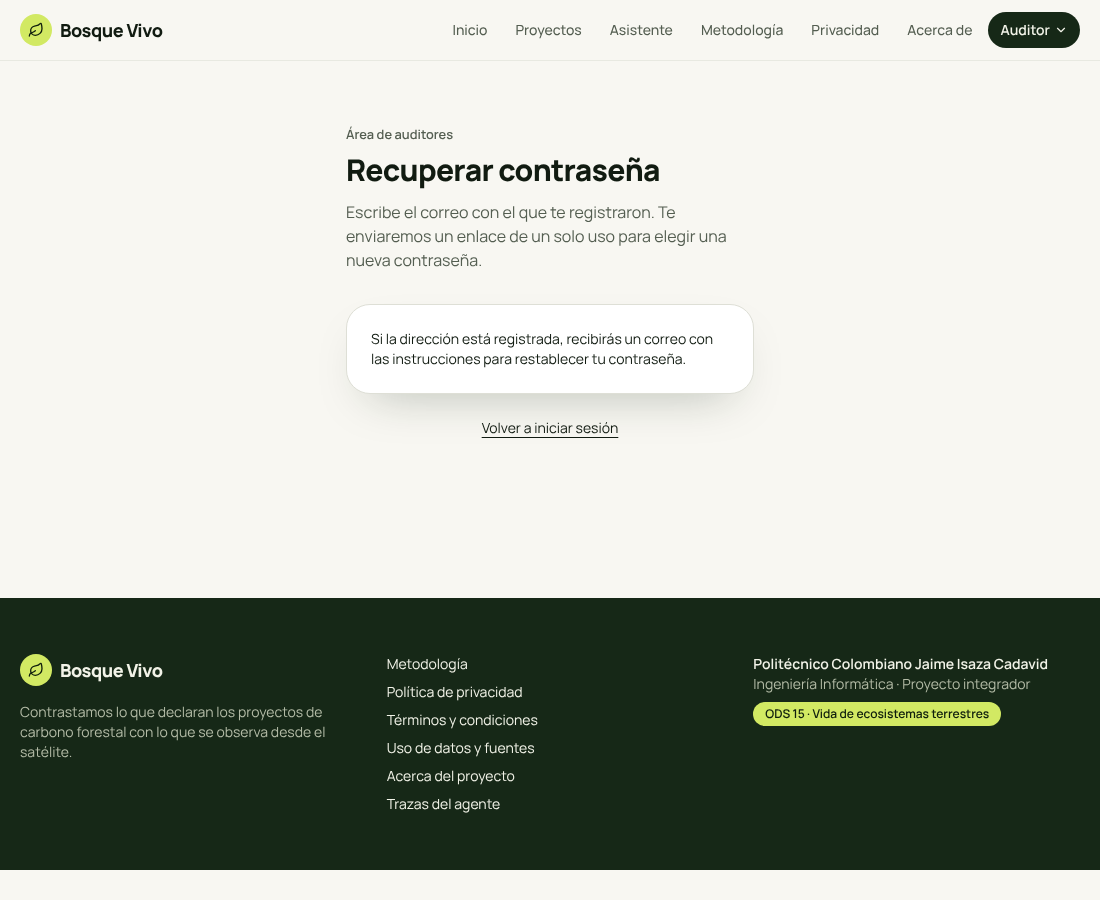 Bosque Vivo
Inicio
Proyectos
Asistente
Metodología
Privacidad
Acerca de
Auditor
Área de auditores
Recuperar contraseña
Escribe el correo con el que te registraron. Te
enviaremos un enlace de un solo uso para elegir una
nueva contraseña.
Si la dirección está registrada, recibirás un correo con
las instrucciones para restablecer tu contraseña.
Volver a iniciar sesión
Bosque Vivo
Contrastamos lo que declaran los proyectos de
carbono forestal con lo que se observa desde el
satélite.
Metodología
Política de privacidad
Términos y condiciones
Uso de datos y fuentes
Acerca del proyecto
Trazas del agente
Politécnico Colombiano Jaime Isaza Cadavid
Ingeniería Informática · Proyecto integrador
ODS 15 · Vida de ecosistemas terrestres